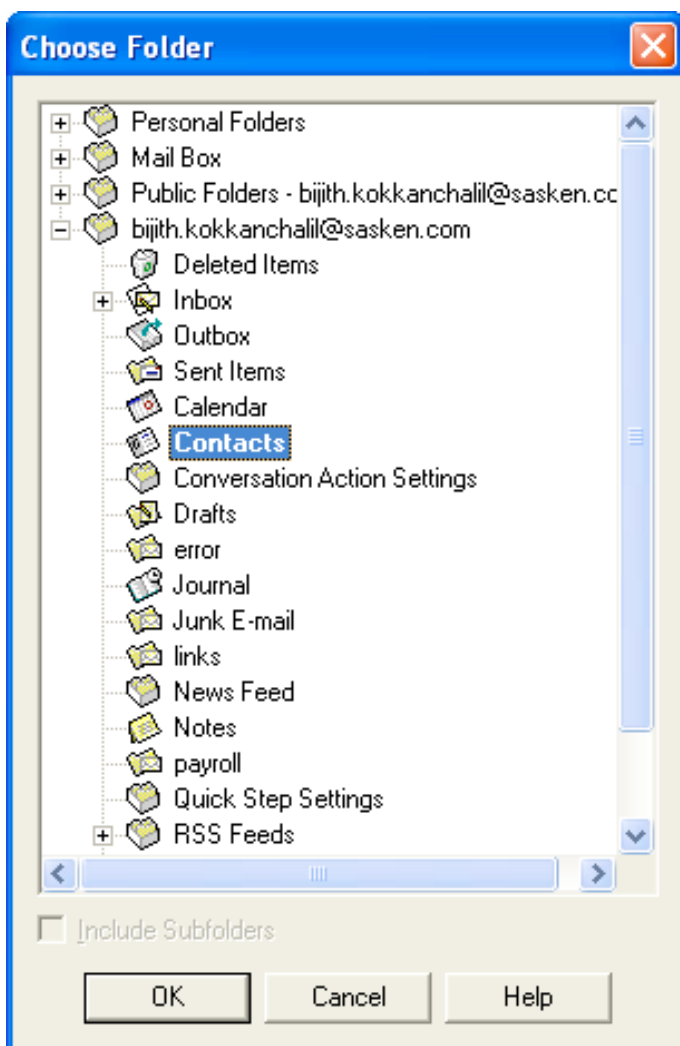 Choose Folder
Personal Folders
Mail Box
Public Folders - bijith.kokkanchalil@sasken.cc
bijith.kokkanchalil@sasken.com
Deleted Items
Inbox
Outbox
Sent Items
Calendar
Contacts
Conversation Action Settings
Drafts
error
Journal
Junk E-mail
links
News Feed
Notes
payroll
Quick Step Settings
RSS Feeds
Include Subfolders
OK Cancel Help